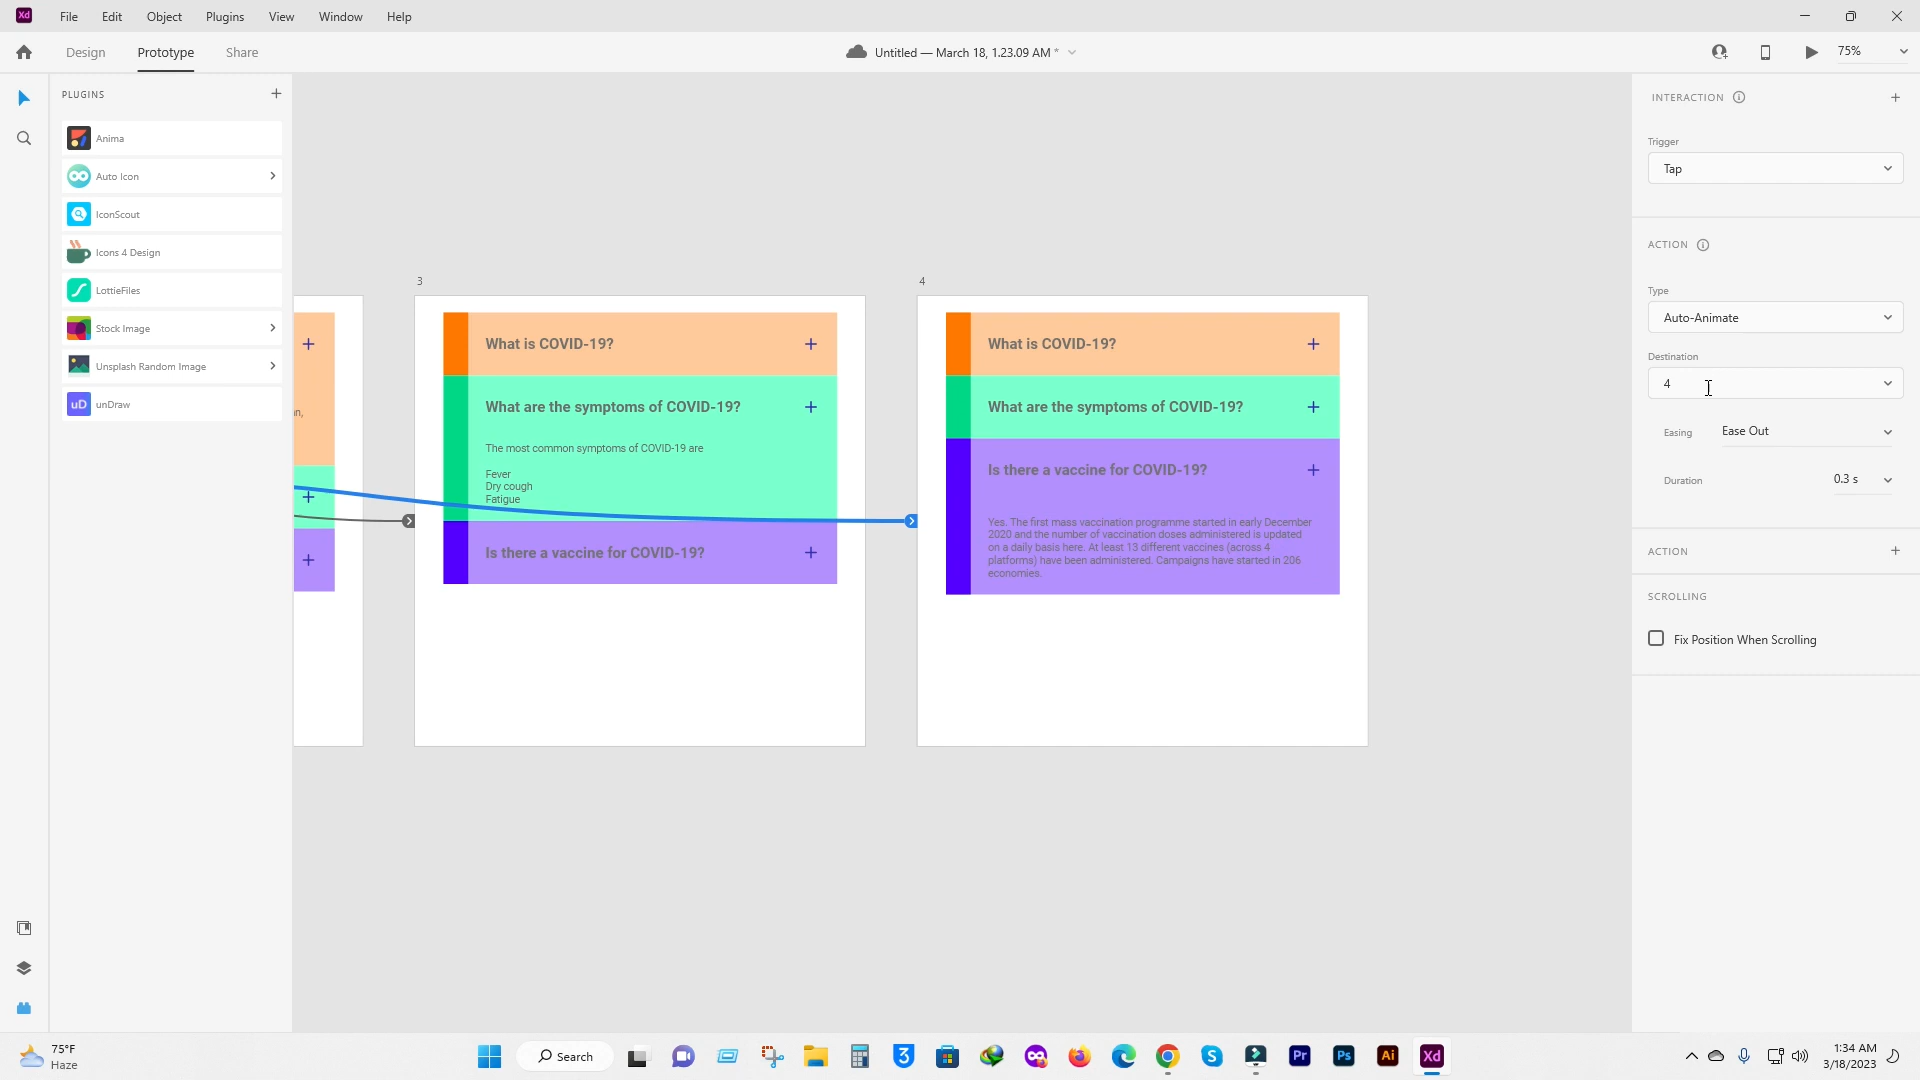 Xd File Edit Object Plugins View Window Help
Design Prototype Share
Untitled — March 18, 1.23.09 AM *
75%
PLUGINS
Anima
Auto Icon
IconScout
Icons 4 Design
LottieFiles
Stock Image
Unsplash Random Image
uD unDraw
n,
3
What is COVID-19?
What are the symptoms of COVID-19?
The most common symptoms of COVID-19 are
Fever
Dry cough
Fatigue
Is there a vaccine for COVID-19?
4
What is COVID-19?
What are the symptoms of COVID-19?
Is there a vaccine for COVID-19?
Yes. The first mass vaccination programme started in early December
2020 and the number of vaccination doses administered is updated
on a daily basis here. At least 13 different vaccines (across 4
platforms) have been administered. Campaigns have started in 206
economies.
INTERACTION
Trigger
Tap
ACTION
Type
Auto-Animate
Destination
4
Easing Ease Out
Duration 0.3 s
ACTION
SCROLLING
Fix Position When Scrolling
75°F
Haze
Search
3
Pr
Ps
Ai
Xd
1:34 AM
3/18/2023